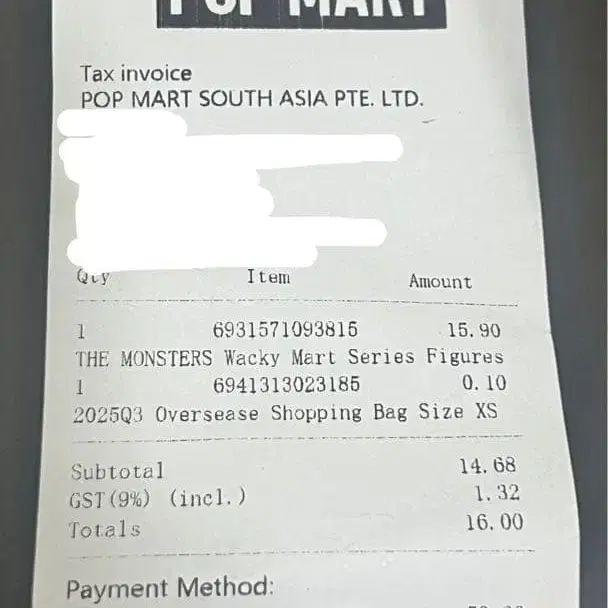 POP MART
Tax invoice
POP MART SOUTH ASIA PTE. LTD.
Qty Item Amount
1 6931571093815 15.90
THE MONSTERS Wacky Mart Series Figures
1 6941313023185 0.10
2025Q3 Oversease Shopping Bag Size XS
Subtotal 14.68
GST(9%) (incl.) 1.32
Totals 16.00
Payment Method: